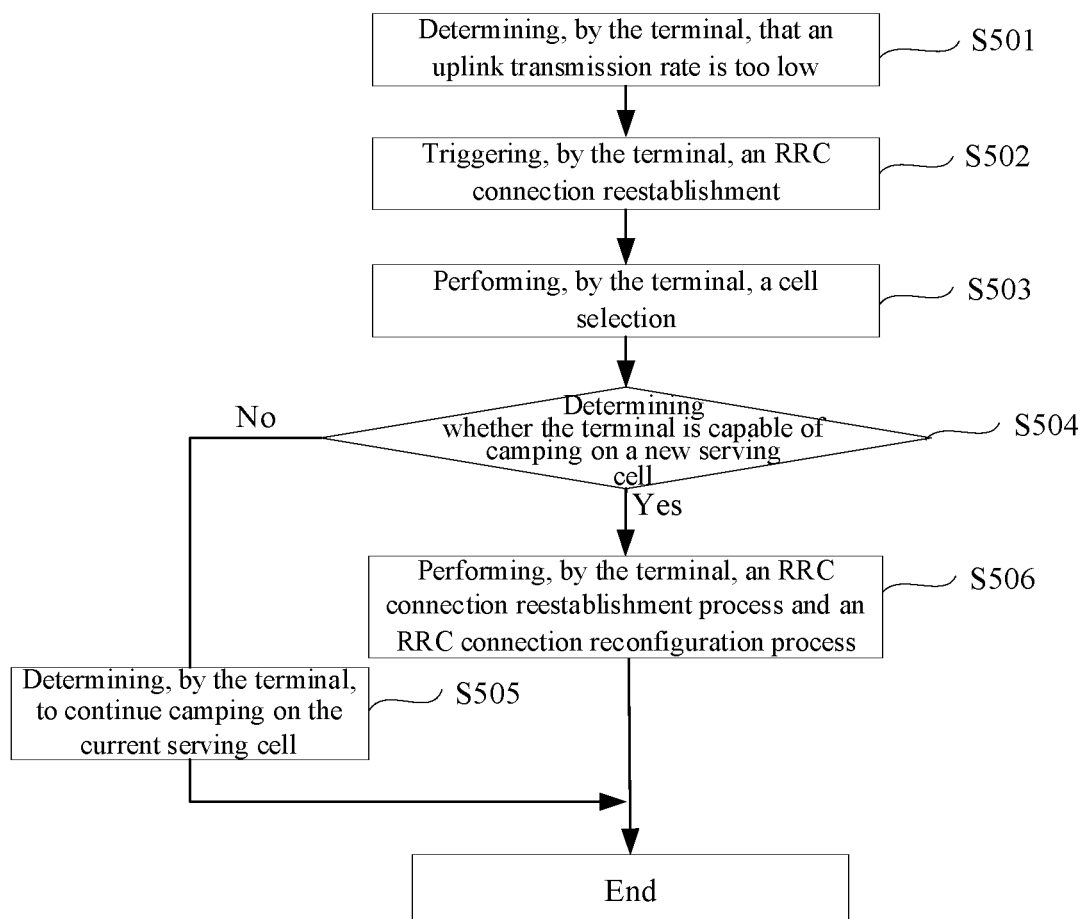 Determining, by the terminal, that an
uplink transmission rate is too low
S501
Triggering, by the terminal, an RRC
connection reestablishment
S502
Performing, by the terminal, a cell
selection
S503
Determining
whether the terminal is capable of
camping on a new serving
cell
S504
No
Yes
Performing, by the terminal, an RRC
connection reestablishment process and an
RRC connection reconfiguration process
S506
Determining, by the terminal,
to continue camping on the
current serving cell
S505
End